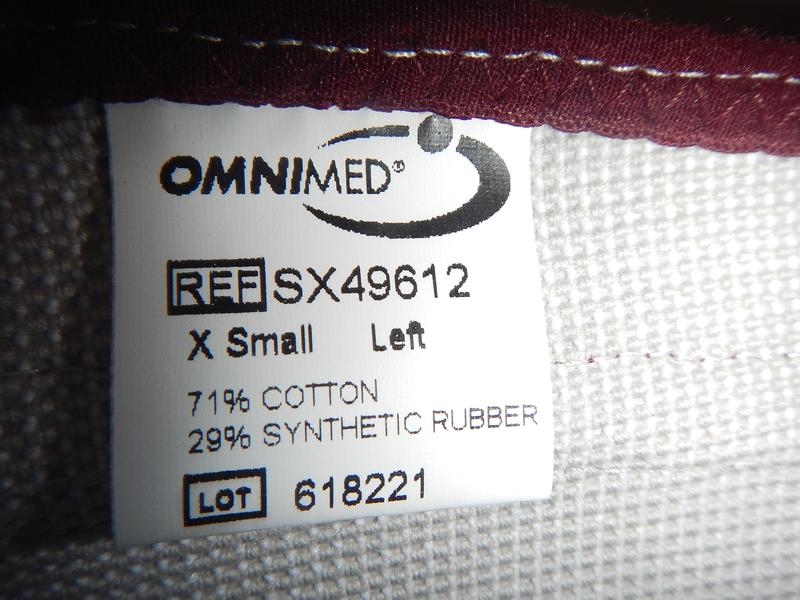 OMNIMED®
REF SX49612
X Small Left
71% COTTON
29% SYNTHETIC RUBBER
LOT 618221